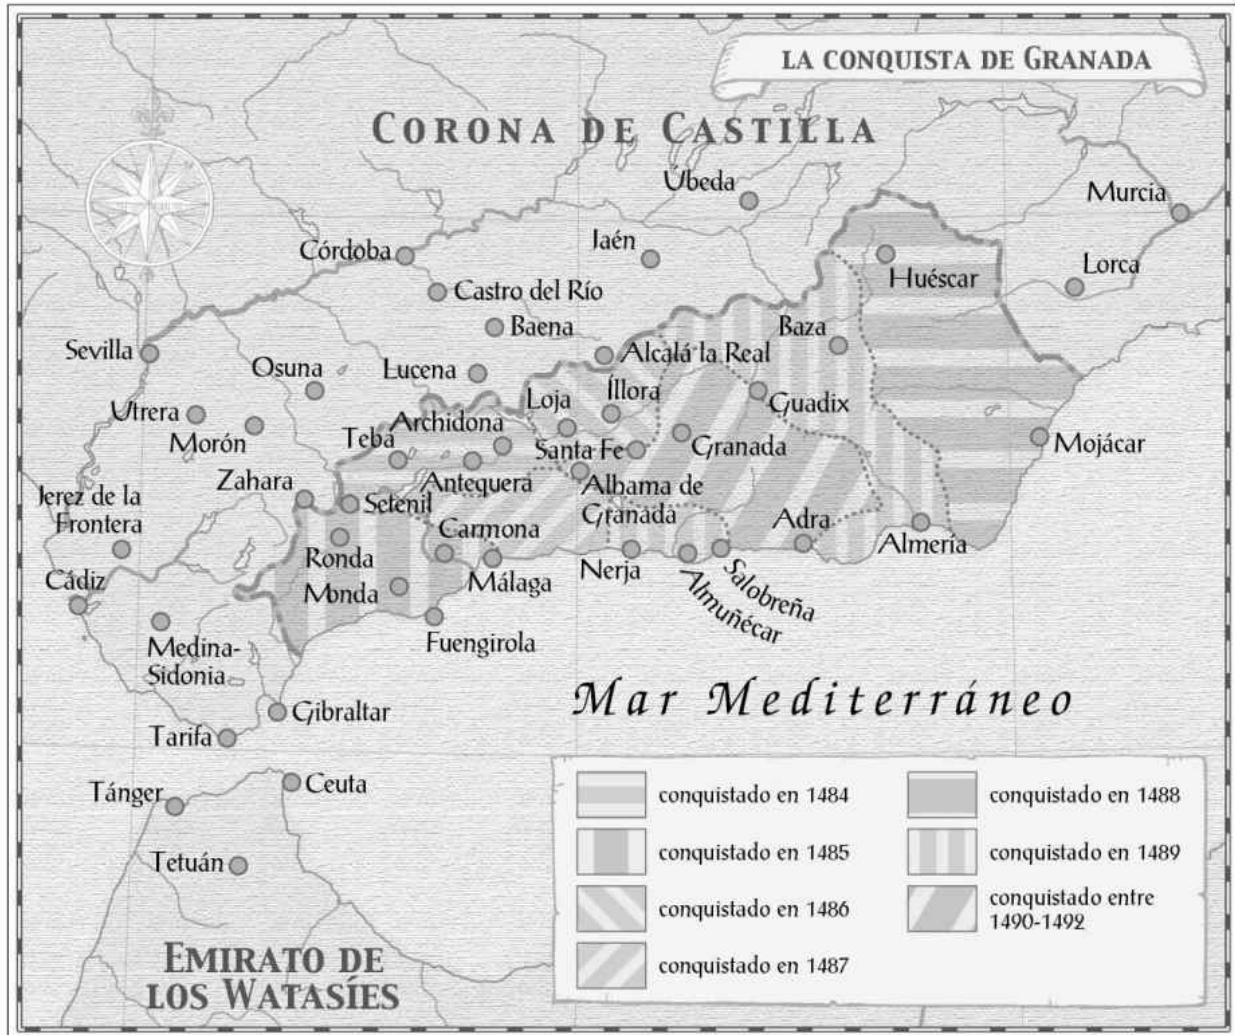 LA CONQUISTA DE GRANADA
CORONA DE CASTILLA
Úbeda
Murcia
Jaén
Córdoba
Huéscar
Lorca
Castro del Río
Baena
Baza
Sevilla
Alcalá la Real
Osuna
Lucena
Íllora
Loja
Guadix
Utrera
Archidona
Morón
Teba
Santa Fe
Granada
Mojácar
Zahara
Antequera
Jerez de la
Frontera
Setenil
Albama de
Granada
Carmona
Adra
Ronda
Almería
Cádiz
Monda
Málaga
Nerja
Salobreña
Almuñécar
Medina-
Sidonia
Fuengirola
Mar Mediterráneo
Gibraltar
Tarifa
Ceuta
Tánger
Tetuán
EMIRATO DE
LOS WATASÍES
conquistado en 1484
conquistado en 1485
conquistado en 1486
conquistado en 1487
conquistado en 1488
conquistado en 1489
conquistado entre
1490-1492